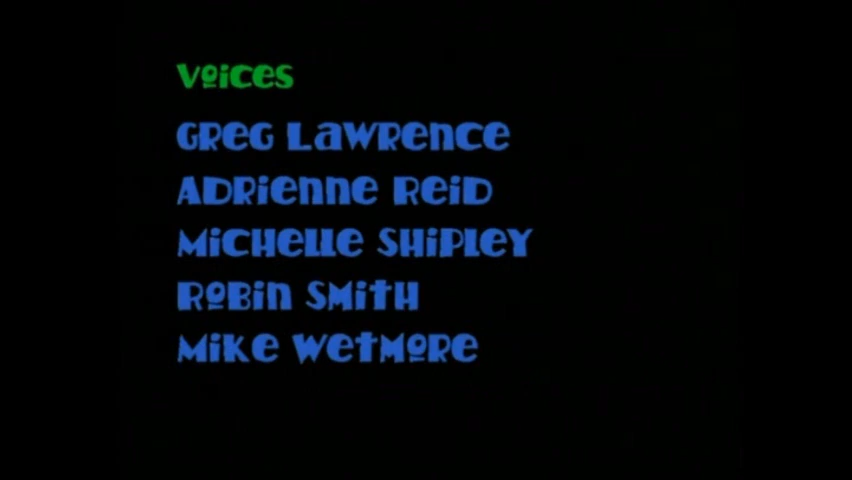 Voices
Greg Lawrence
Adrienne Reid
Michelle Shipley
Robin Smith
Mike Wetmore